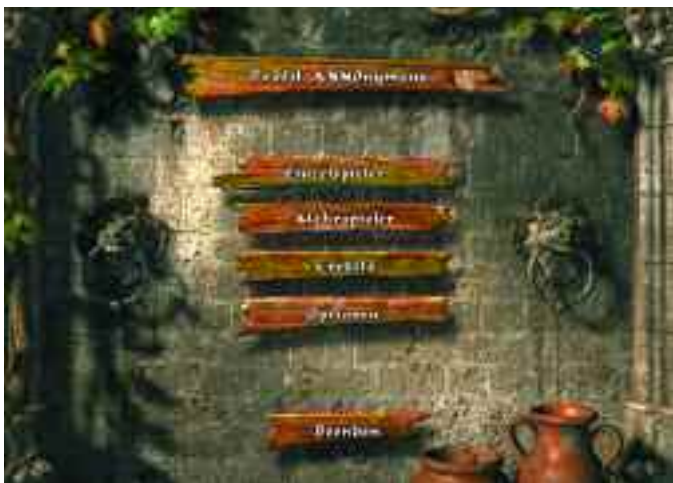 Einzelspieler
Mehrspieler
Credits
Optionen
Beenden